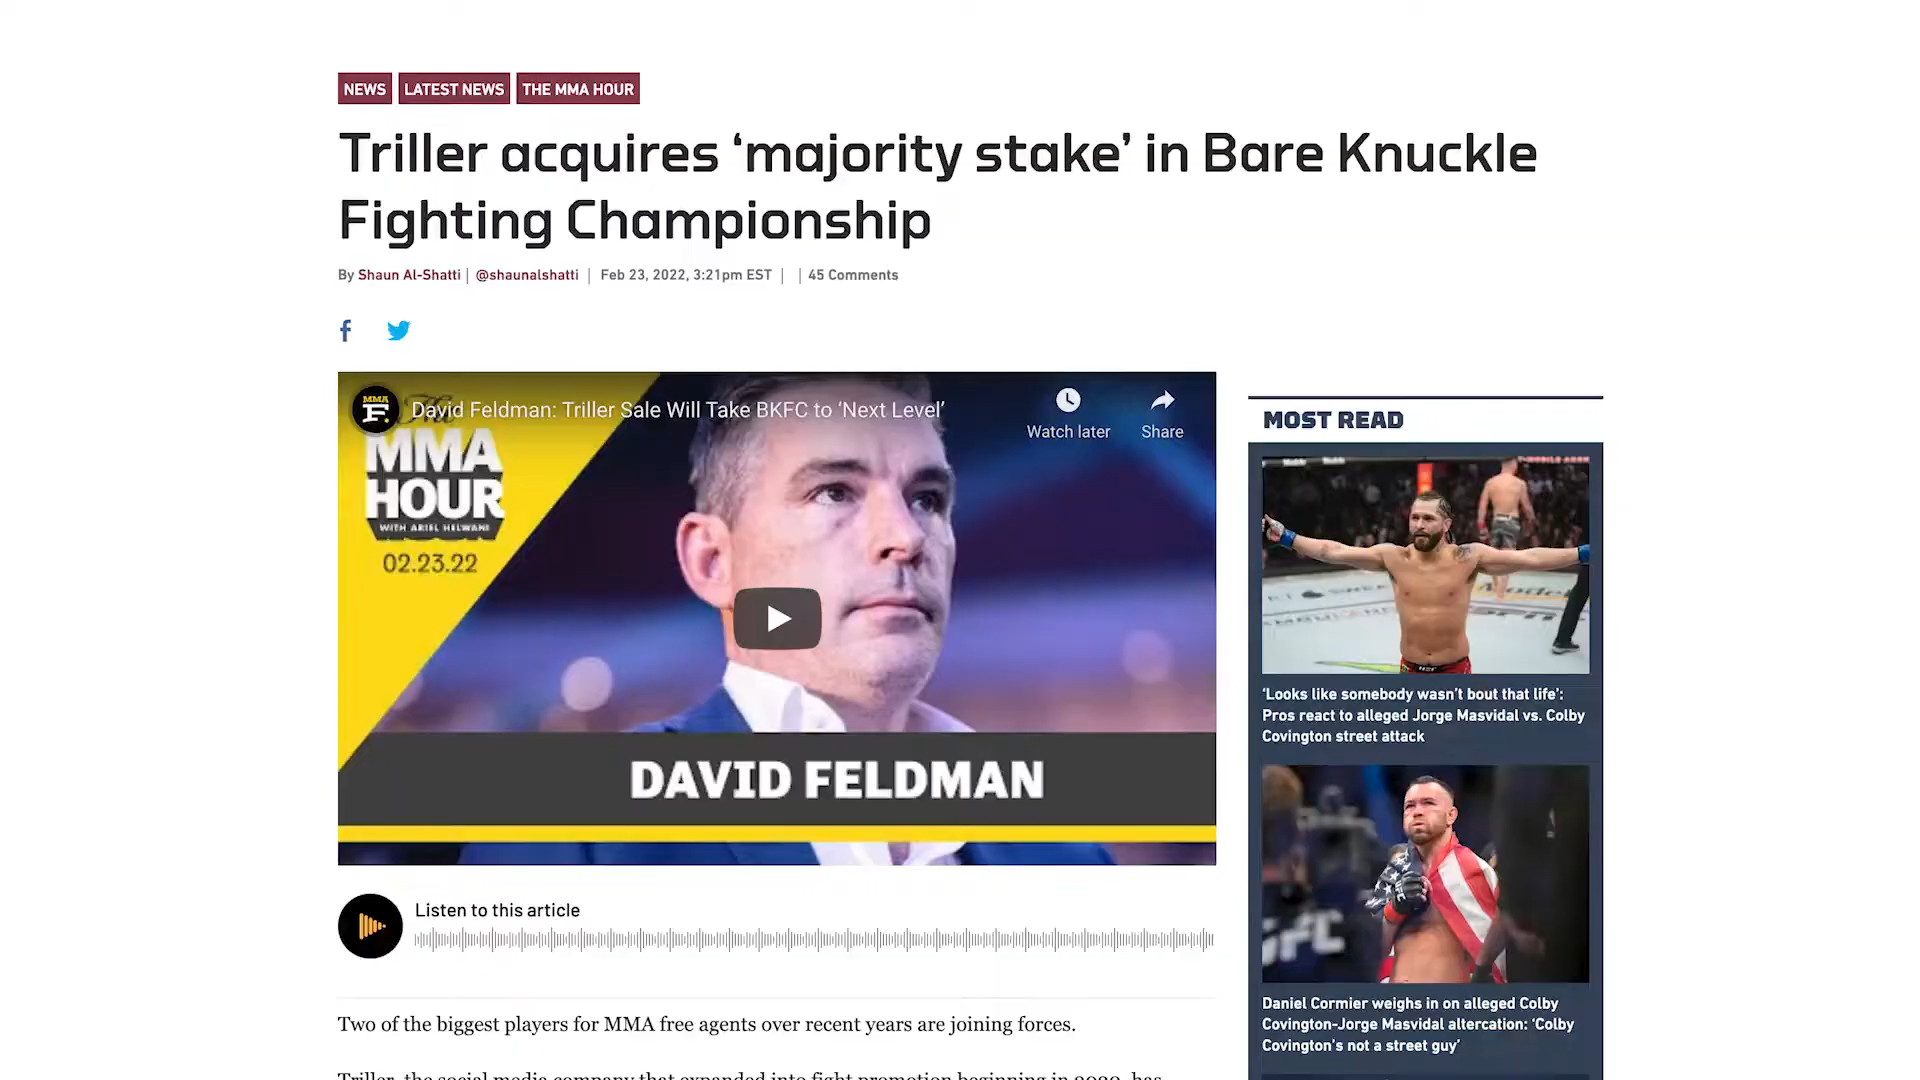 NEWS LATEST NEWS THE MMA HOUR
Triller acquires ‘majority stake’ in Bare Knuckle
Fighting Championship
By Shaun Al-Shatti | @shaunalshatti | Feb 23, 2022, 3:21pm EST | | 45 Comments
MMA
F.
David Feldman: Triller Sale Will Take BKFC to ‘Next Level’
Watch later
Share
The
MMA
HOUR
WITH ARIEL HELWANI
02.23.22
DAVID FELDMAN
Listen to this article
Two of the biggest players for MMA free agents over recent years are joining forces.
Triller, the social media company that expanded into fight promotion beginning in 2020, has
MOST READ
‘Looks like somebody wasn’t bout that life’:
Pros react to alleged Jorge Masvidal vs. Colby
Covington street attack
Daniel Cormier weighs in on alleged Colby
Covington-Jorge Masvidal altercation: ‘Colby
Covington’s not a street guy’